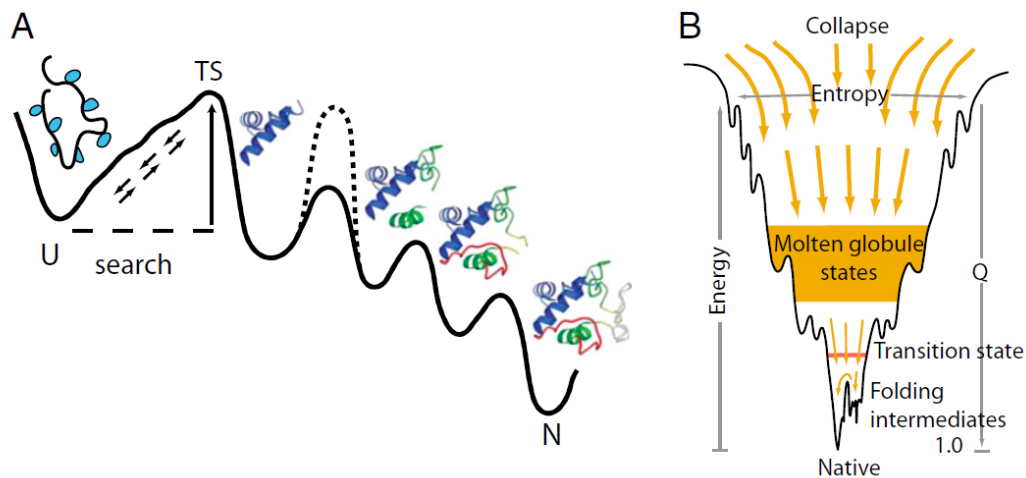 A
TS
U
search
N
B
Collapse
Entropy
Molten globule
states
Energy
Q
Transition state
Folding
intermediates
1.0
Native